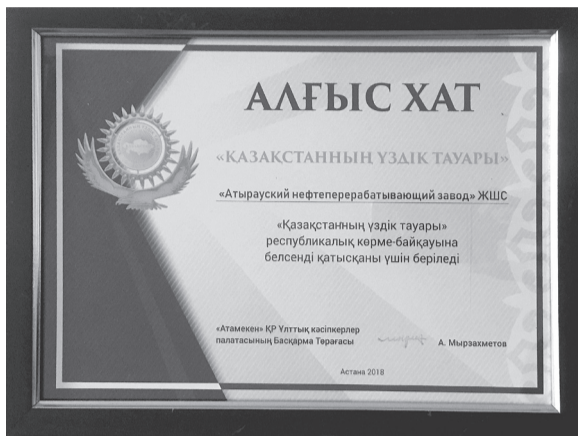 АЛҒЫС ХАТ
«ҚАЗАҚСТАННЫҢ ҮЗДІК ТАУАРЫ»
«Атырауский нефтеперерабатывающий завод» ЖШС
«Қазақстанның үздік тауары»
республикалық көрме-байқауына
белсенді қатысқаны үшін беріледі
«Атамекен» ҚР Ұлттық кәсіпкерлер
палатасының Басқарма Төрағасы
А. Мырзахметов
Астана 2018